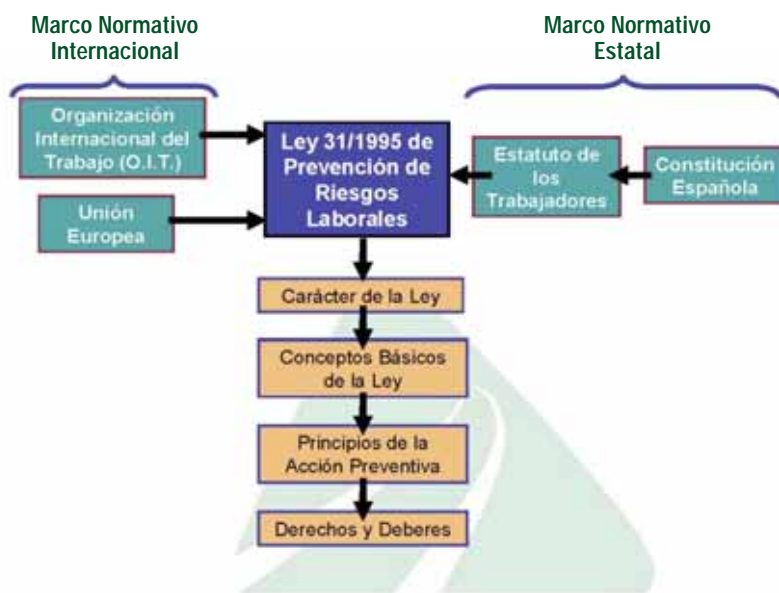 Marco Normativo
Internacional
Marco Normativo
Estatal
Organización
Internacional del
Trabajo (O.I.T.)
Unión
Europea
Ley 31/1995 de
Prevención de
Riesgos
Laborales
Estatuto de
los
Trabajadores
Constitución
Española
Carácter de la Ley
Conceptos Básicos
de la Ley
Principios de la
Acción Preventiva
Derechos y Deberes